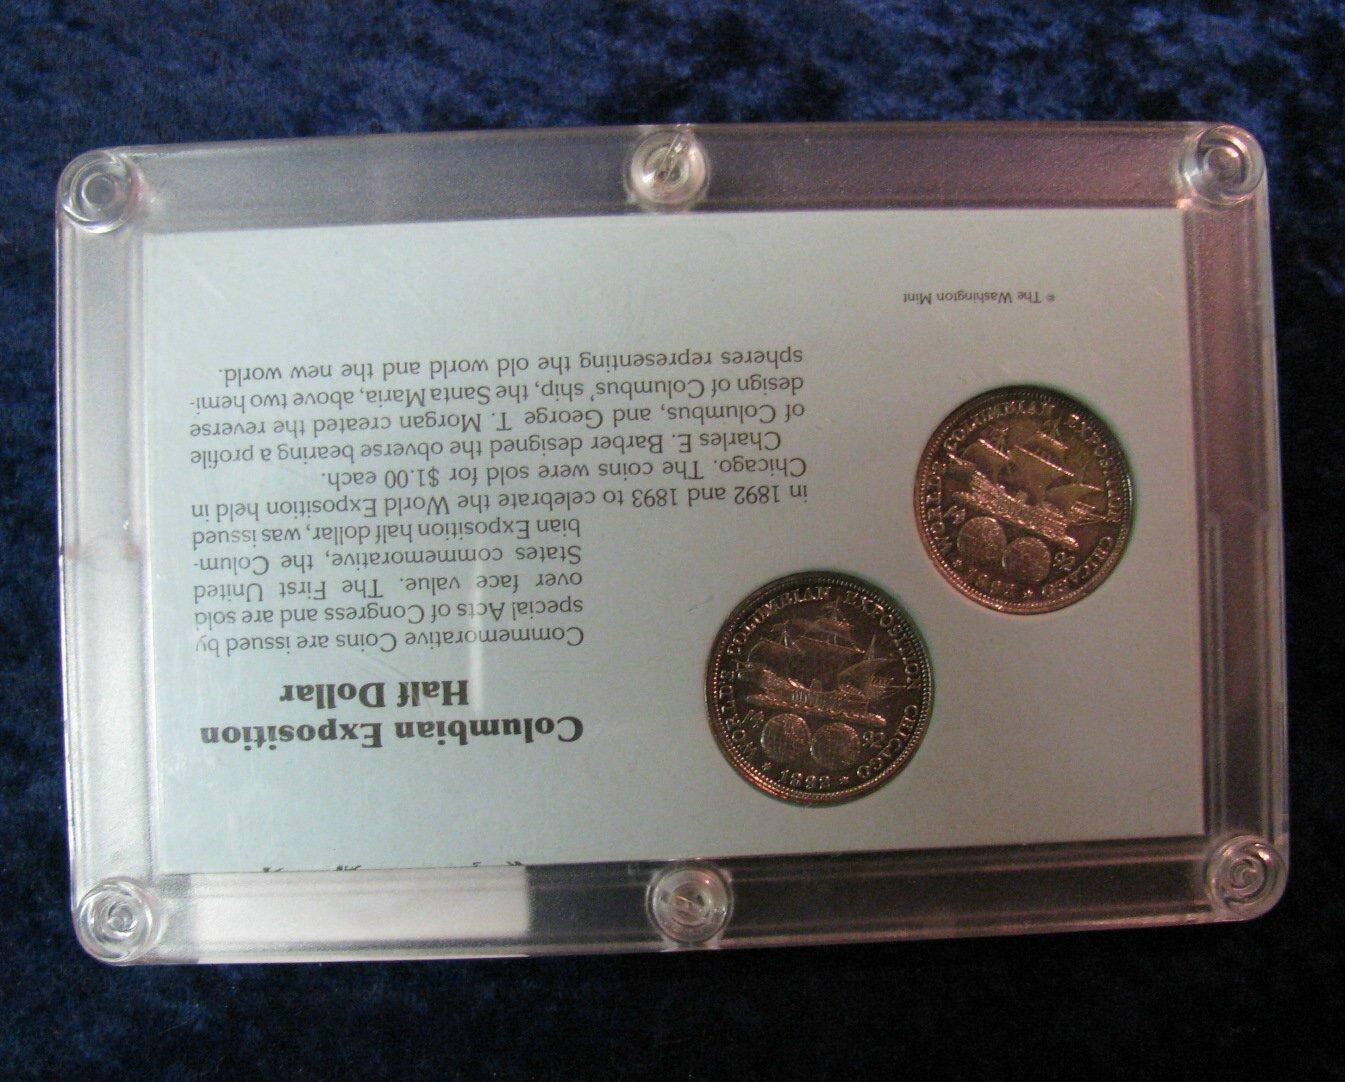 Columbian Exposition
Half Dollar
Commemorative Coins are issued by
special Acts of Congress and are sold
over face value. The First United
States commemorative, the Colum-
bian Exposition half dollar, was issued
in 1892 and 1893 to celebrate the World Exposition held in
Chicago. The coins were sold for $1.00 each.
Charles E. Barber designed the obverse bearing a profile
of Columbus, and George T. Morgan created the reverse
design of Columbus' ship, the Santa Maria, above two hemi-
spheres representing the old world and the new world.
© The Washington Mint
WORLD'S COLUMBIAN EXPOSITION CHICAGO
1893
WORLD'S COLUMBIAN EXPOSITION CHICAGO